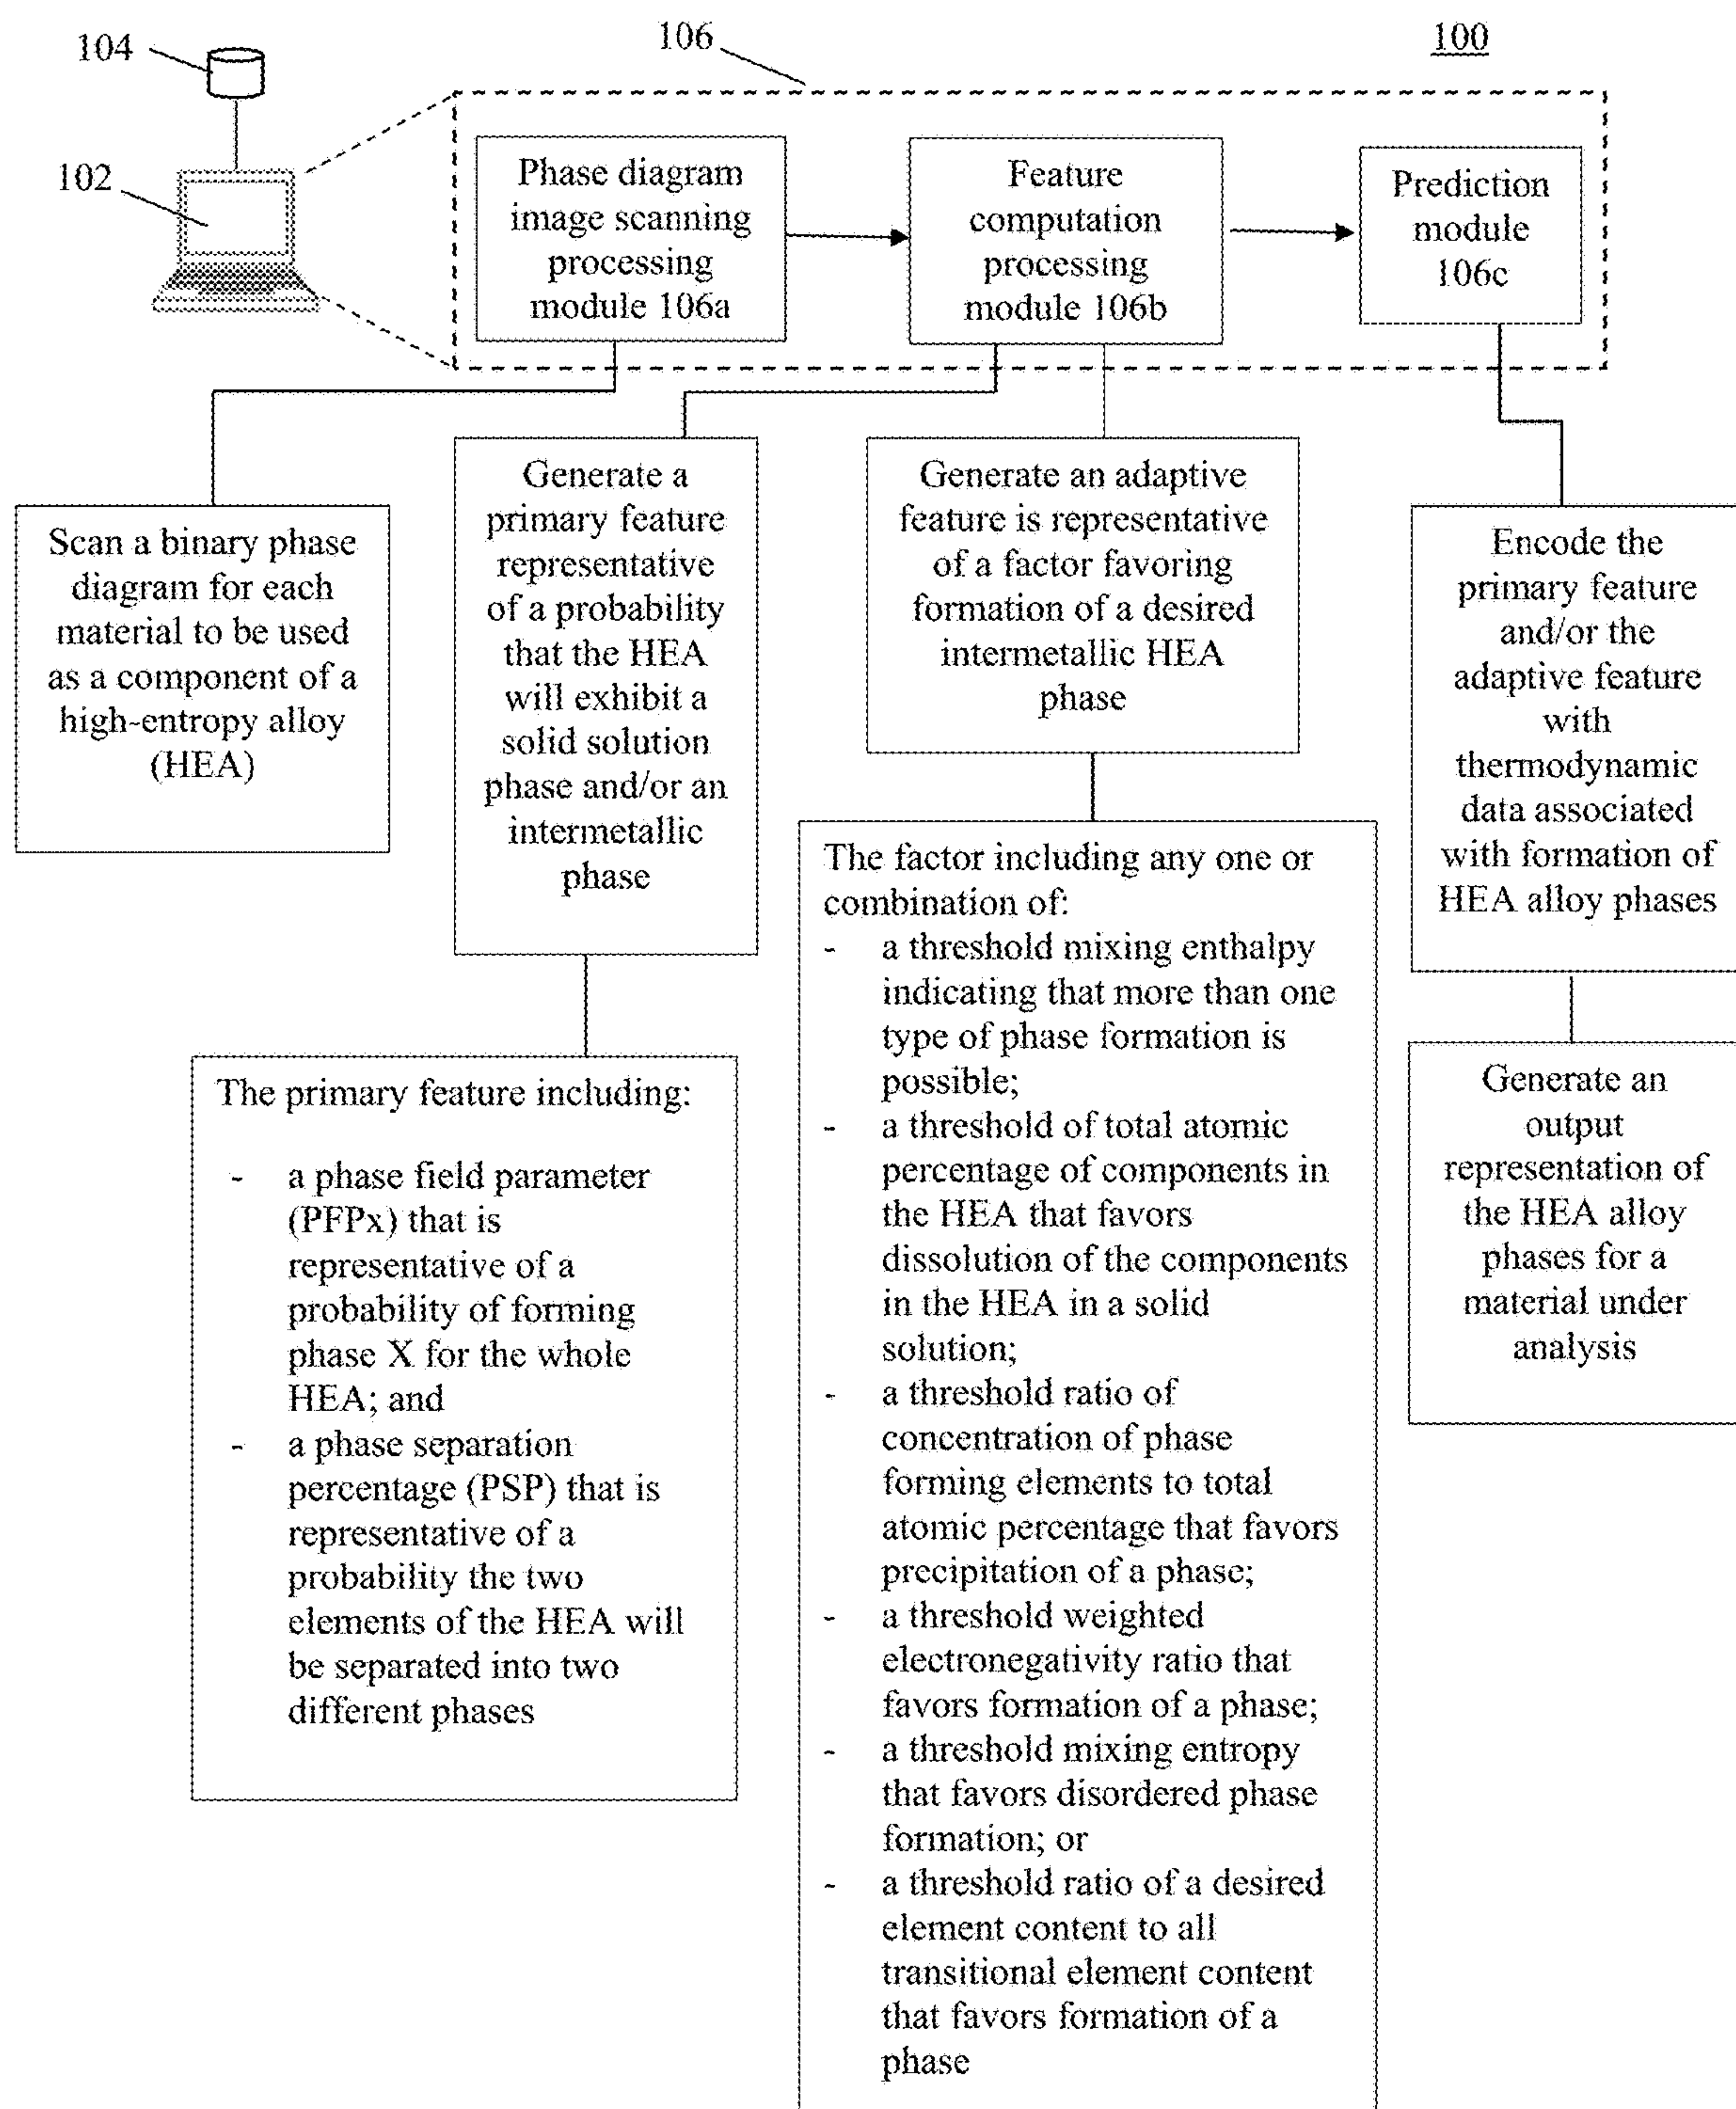 104
106
100
102
Phase diagram
image scanning
processing
module 106a
Feature
computation
processing
module 106b
Prediction
module
106c
Scan a binary phase
diagram for each
material to be used
as a component of a
high-entropy alloy
(HEA)
Generate a
primary feature
representative
of a probability
that the HEA
will exhibit a
solid solution
phase and/or an
intermetallic
phase
Generate an adaptive
feature is representative
of a factor favoring
formation of a desired
intermetallic HEA
phase
Encode the
primary feature
and/or the
adaptive feature
with
thermodynamic
data associated
with formation of
HEA alloy phases
The primary feature including:
- a phase field parameter
(PFPx) that is
representative of a
probability of forming
phase X for the whole
HEA; and
- a phase separation
percentage (PSP) that is
representative of a
probability the two
elements of the HEA will
be separated into two
different phases
The factor including any one or
combination of:
- a threshold mixing enthalpy
indicating that more than one
type of phase formation is
possible;
- a threshold of total atomic
percentage of components in
the HEA that favors
dissolution of the components
in the HEA in a solid
solution;
- a threshold ratio of
concentration of phase
forming elements to total
atomic percentage that favors
precipitation of a phase;
- a threshold weighted
electronegativity ratio that
favors formation of a phase;
- a threshold mixing entropy
that favors disordered phase
formation; or
- a threshold ratio of a desired
element content to all
transitional element content
that favors formation of a
phase
Generate an
output
representation of
the HEA alloy
phases for a
material under
analysis